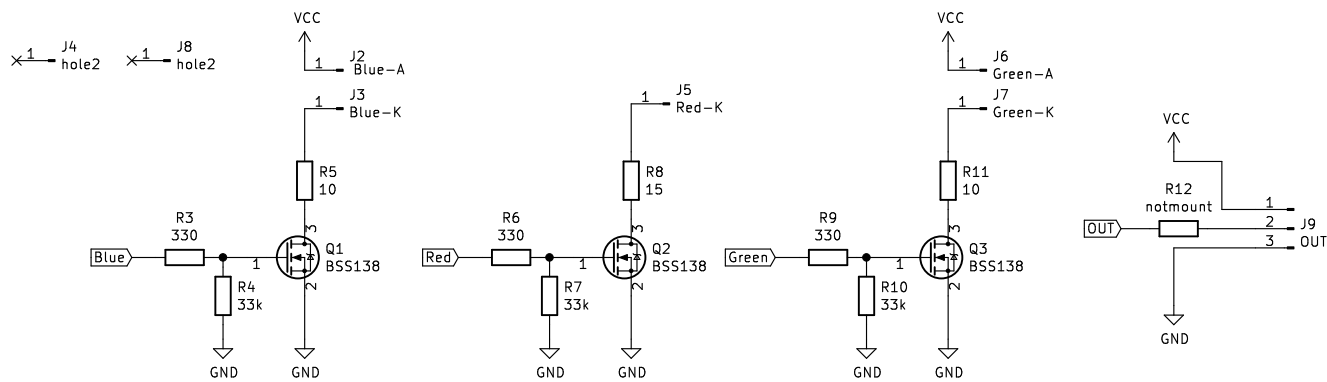 J4
1
hole2
J8
1
hole2
VCC
J2
1
Blue-A
J3
1
Blue-K
R5
10
R3
330
Blue
1
3
2
Q1
BSS138
R4
33k
GND
GND
J5
1
Red-K
R8
15
R6
330
Red
1
3
2
Q2
BSS138
R7
33k
GND
GND
VCC
J6
1
Green-A
J7
1
Green-K
R11
10
R9
330
Green
1
3
2
Q3
BSS138
R10
33k
GND
GND
VCC
R12
notmount
OUT
1
2
3
J9
OUT
GND